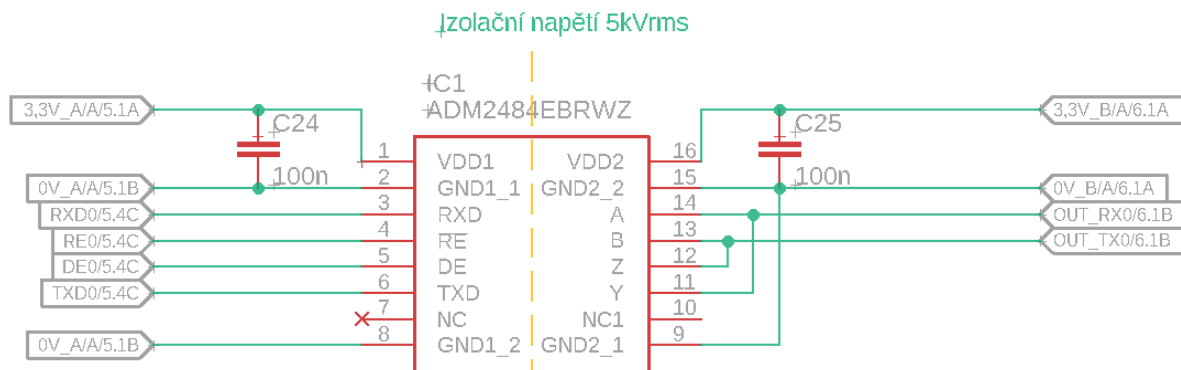 Izolační napětí 5kVrms
IC1
ADM2484EBRWZ
3,3V_A/A/5.1A
C24
100n
C25
100n
3,3V_B/A/6.1A
1 VDD1 VDD2 16
0V_A/A/5.1B
2 GND1_1 GND2_2 15
0V_B/A/6.1A
RXD0/5.4C
3 RXD A 14
OUT_RX0/6.1B
RE0/5.4C
4 RE B 13
OUT_TX0/6.1B
DE0/5.4C
5 DE Z 12
TXD0/5.4C
6 TXD Y 11
7 NC NC1 10
0V_A/A/5.1B
8 GND1_2 GND2_1 9